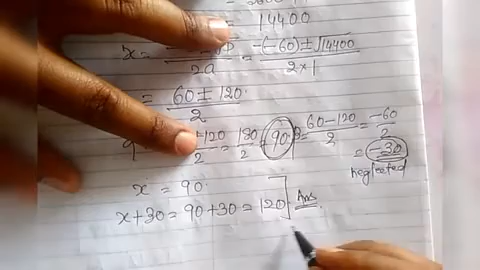 = 14400
x = = -(-60) ± √14400
2a 2×1
= 60 ± 120
2
120 = 180 = 90 = 60 - 120 = -60
2 2 2 2
= -30
neglected
x = 90.
x + 30 = 90 + 30 = 120 ] Ans